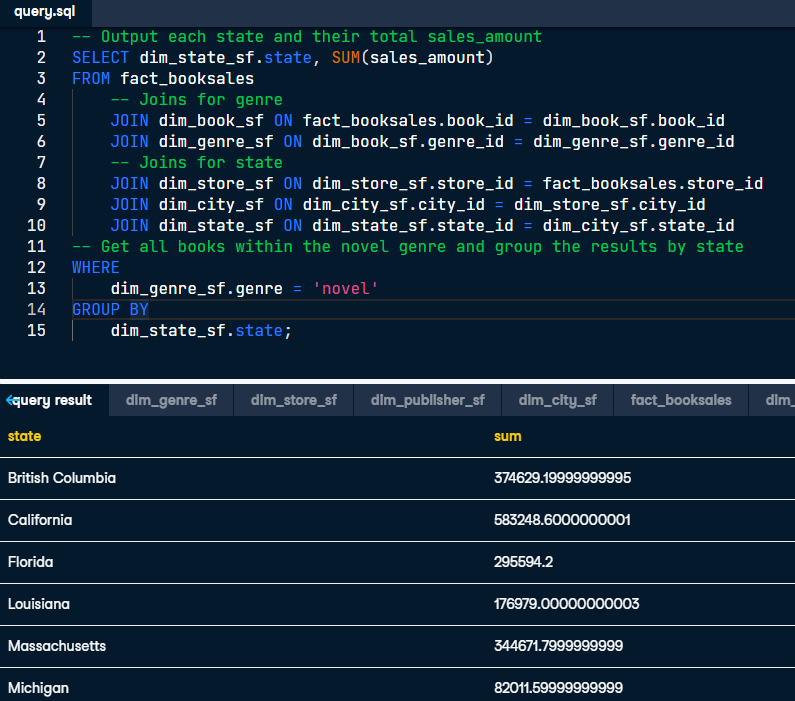 query.sql
1 -- Output each state and their total sales_amount
2 SELECT dim_state_sf.state, SUM(sales_amount)
3 FROM fact_booksales
4     -- Joins for genre
5     JOIN dim_book_sf ON fact_booksales.book_id = dim_book_sf.book_id
6     JOIN dim_genre_sf ON dim_book_sf.genre_id = dim_genre_sf.genre_id
7     -- Joins for state
8     JOIN dim_store_sf ON dim_store_sf.store_id = fact_booksales.store_id
9     JOIN dim_city_sf ON dim_city_sf.city_id = dim_store_sf.city_id
10     JOIN dim_state_sf ON dim_state_sf.state_id = dim_city_sf.state_id
11 -- Get all books within the novel genre and group the results by state
12 WHERE
13     dim_genre_sf.genre = 'novel'
14 GROUP BY
15     dim_state_sf.state;
query result dim_genre_sf dim_store_sf dim_publisher_sf dim_city_sf fact_booksales dim_
state sum
British Columbia 374629.19999999995
California 583248.6000000001
Florida 295594.2
Louisiana 176979.00000000003
Massachusetts 344671.7999999999
Michigan 82011.59999999999